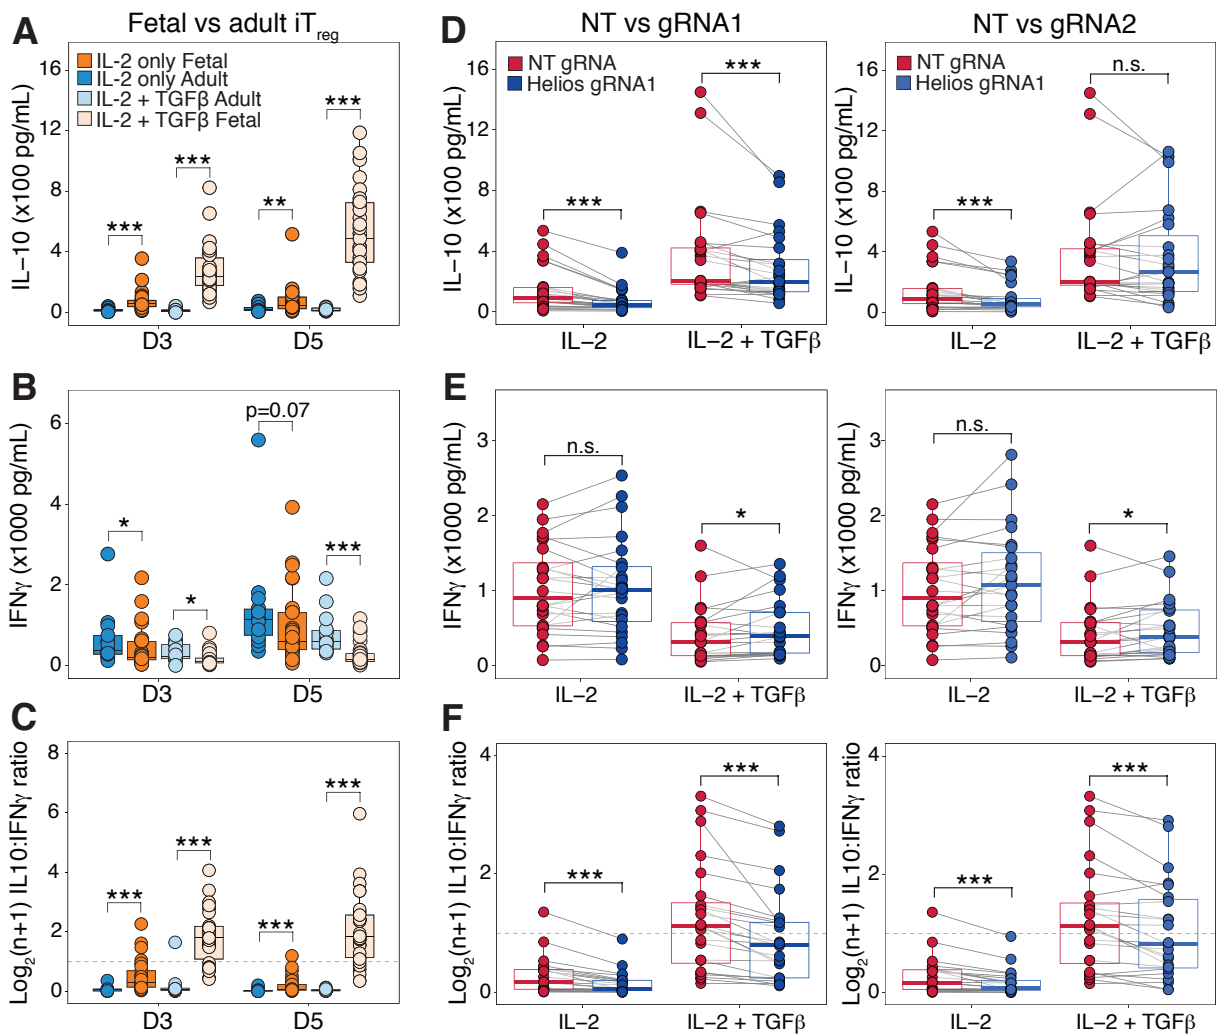 A
Fetal vs adult iTreg
IL-2 only Fetal
IL-2 only Adult
IL-2 + TGFβ Adult
IL-2 + TGFβ Fetal
IL-10 (x100 pg/mL)
16
12
8
4
0
***
***
**
***
D3
D5
B
IFNγ (x1000 pg/mL)
6
4
2
0
*
*
p=0.07
***
D3
D5
C
Log2(n+1) IL10:IFNγ ratio
8
6
4
2
0
***
***
***
***
D3
D5
D
NT vs gRNA1
NT gRNA
Helios gRNA1
IL-10 (x100 pg/mL)
16
12
8
4
0
***
***
IL-2
IL-2 + TGFβ
NT vs gRNA2
NT gRNA
Helios gRNA1
IL-10 (x100 pg/mL)
16
12
8
4
0
***
n.s.
IL-2
IL-2 + TGFβ
E
IFNγ (x1000 pg/mL)
3
2
1
0
n.s.
*
IL-2
IL-2 + TGFβ
IFNγ (x1000 pg/mL)
3
2
1
0
n.s.
*
IL-2
IL-2 + TGFβ
F
Log2(n+1) IL10:IFNγ ratio
4
2
0
***
***
IL-2
IL-2 + TGFβ
Log2(n+1) IL10:IFNγ ratio
4
2
0
***
***
IL-2
IL-2 + TGFβ